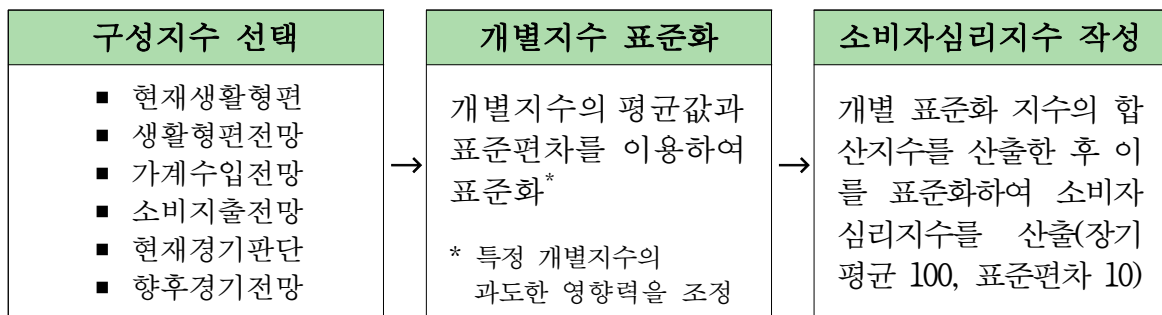 구성지수 선택
■ 현재생활형편
■ 생활형편전망
■ 가계수입전망
■ 소비지출전망
■ 현재경기판단
■ 향후경기전망
→
개별지수 표준화
개별지수의 평균값과
표준편차를 이용하여
표준화*
* 특정 개별지수의
과도한 영향력을 조정
→
소비자심리지수 작성
개별 표준화 지수의 합
산지수를 산출한 후 이
를 표준화하여 소비자
심리지수를 산출(장기
평균 100, 표준편차 10)